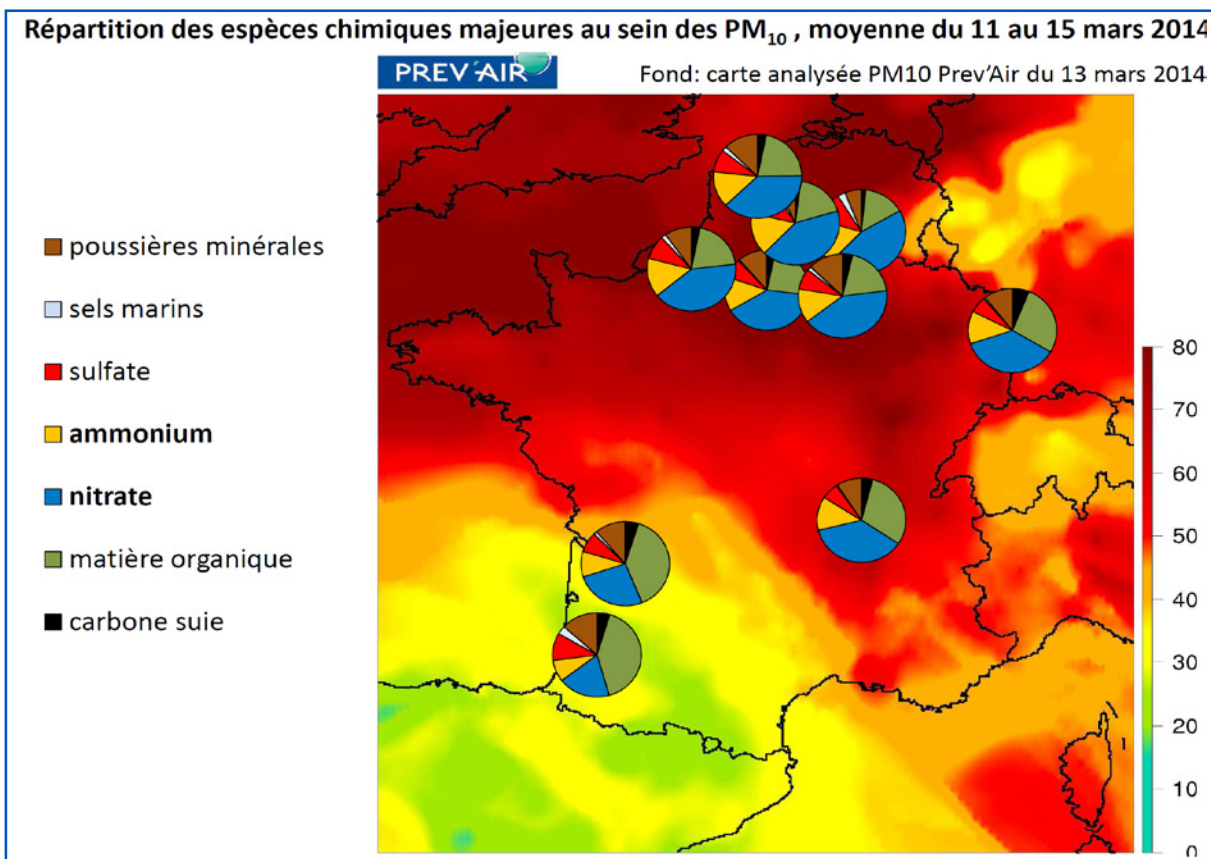 Répartition des espèces chimiques majeures au sein des PM10 , moyenne du 11 au 15 mars 2014
PREV'AIR
Fond: carte analysée PM10 Prev'Air du 13 mars 2014
poussières minérales
sels marins
sulfate
ammonium
nitrate
matière organique
carbone suie
80
70
60
50
40
30
20
10
0